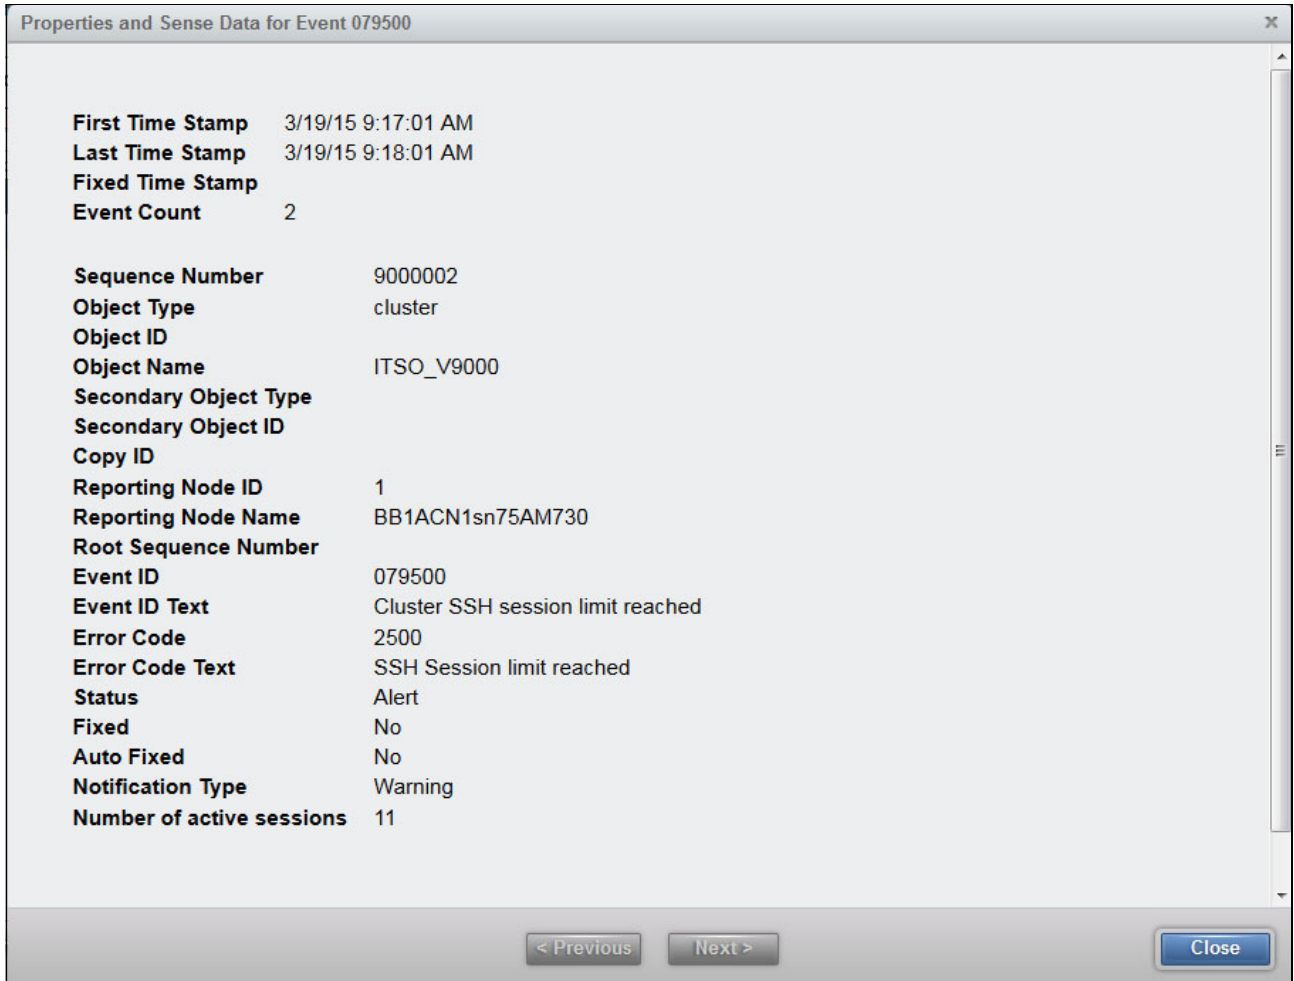 Properties and Sense Data for Event 079500 x
First Time Stamp 3/19/15 9:17:01 AM
Last Time Stamp 3/19/15 9:18:01 AM
Fixed Time Stamp
Event Count 2
Sequence Number 9000002
Object Type cluster
Object ID
Object Name ITSO_V9000
Secondary Object Type
Secondary Object ID
Copy ID
Reporting Node ID 1
Reporting Node Name BB1ACN1sn75AM730
Root Sequence Number
Event ID 079500
Event ID Text Cluster SSH session limit reached
Error Code 2500
Error Code Text SSH Session limit reached
Status Alert
Fixed No
Auto Fixed No
Notification Type Warning
Number of active sessions 11
< Previous Next > Close